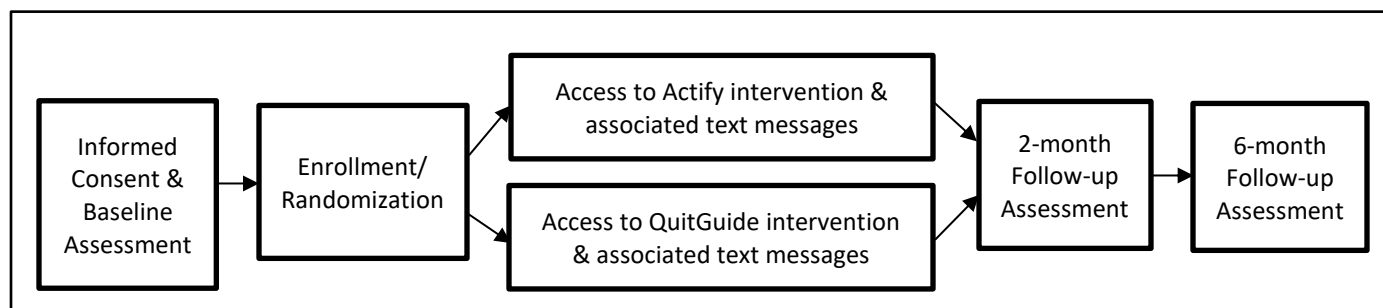 Informed
Consent &
Baseline
Assessment
Enrollment/
Randomization
Access to Actify intervention &
associated text messages
Access to QuitGuide intervention
& associated text messages
2-month
Follow-up
Assessment
6-month
Follow-up
Assessment